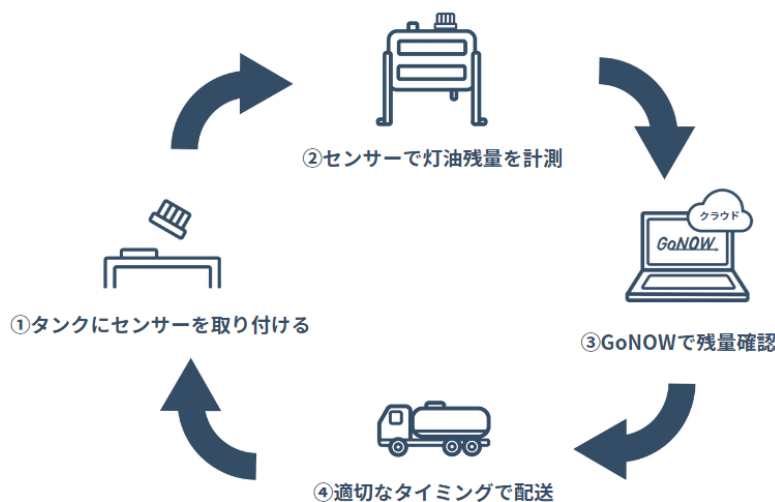 ②センサーで灯油残量を計測
クラウド
GoNOW
①タンクにセンサーを取り付ける
③GoNOWで残量確認
④適切なタイミングで配送